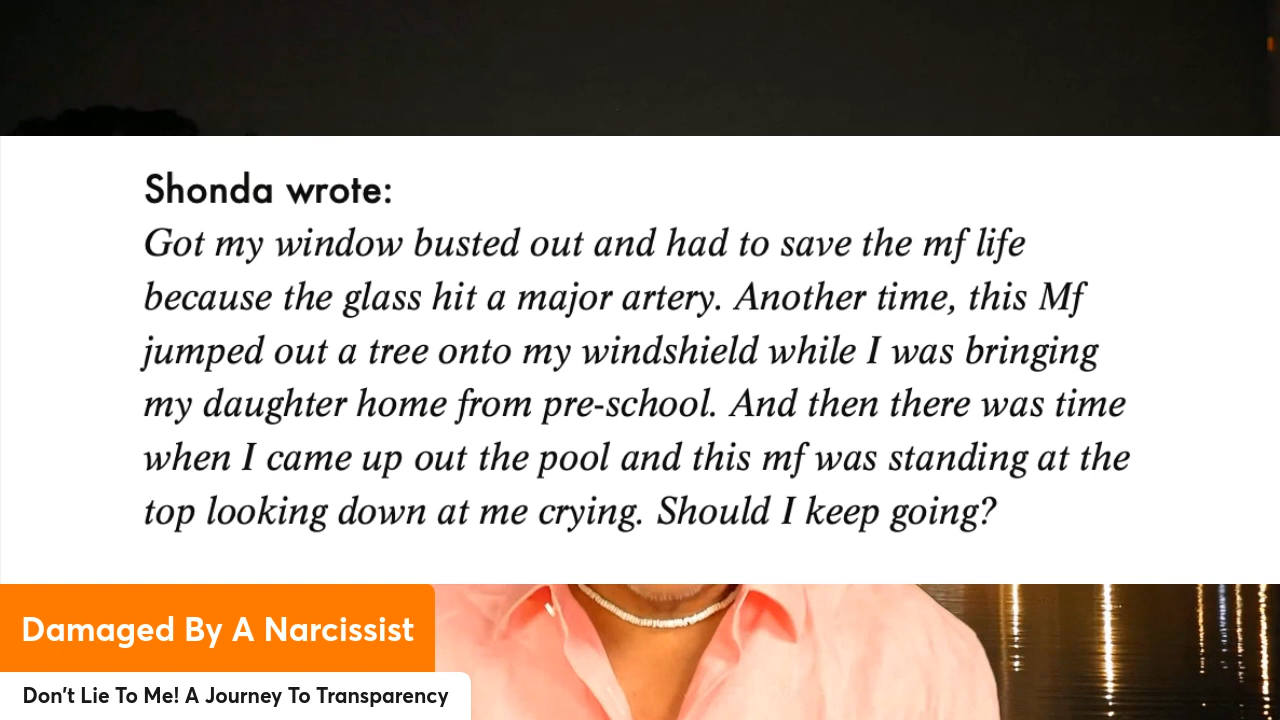 Shonda wrote:
Got my window busted out and had to save the mf life
because the glass hit a major artery. Another time, this Mf
jumped out a tree onto my windshield while I was bringing
my daughter home from pre-school. And then there was time
when I came up out the pool and this mf was standing at the
top looking down at me crying. Should I keep going?
Damaged By A Narcissist
Don't Lie To Me! A Journey To Transparency